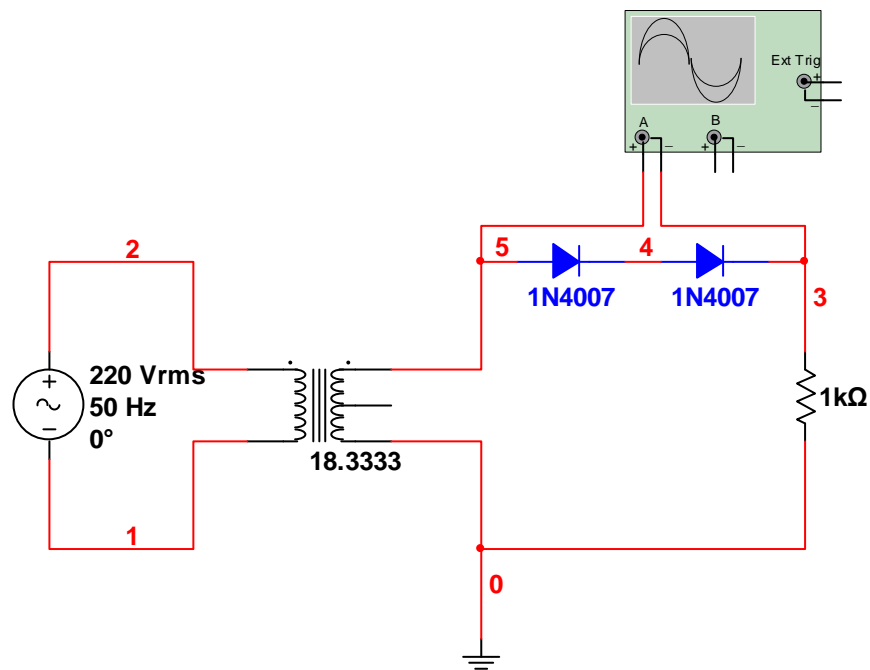 Ext Trig
+
−
A
B
+ −
+ −
2
5
4
1N4007
1N4007
3
220 Vrms
50 Hz
0°
+
−
18.3333
1kΩ
1
0